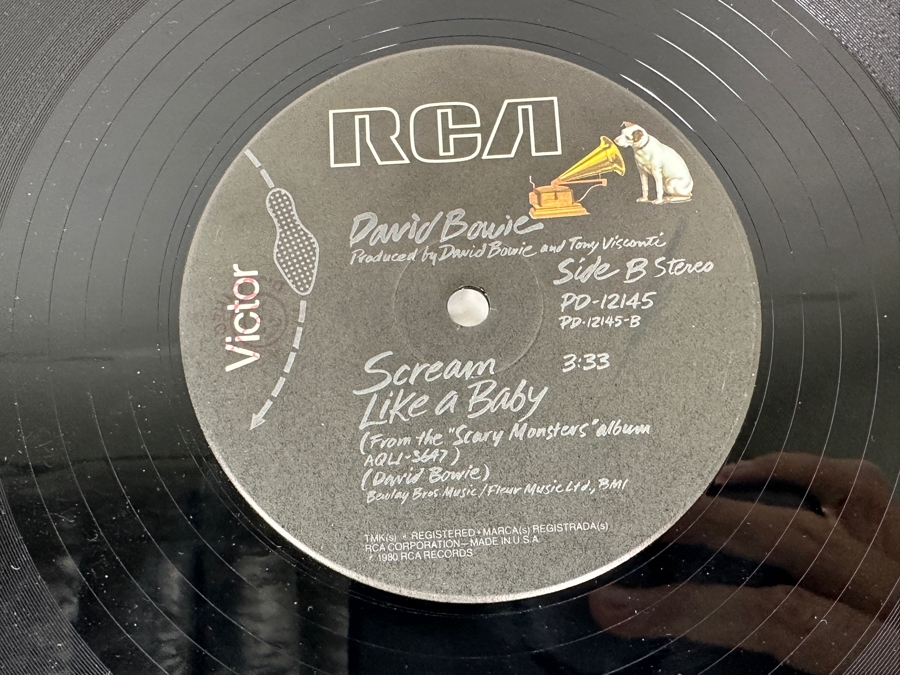 RCA
Victor
David Bowie
Produced by David Bowie and Tony Visconti
Side B Stereo
PD-12145
PD-12145-B
Scream
Like a Baby
3:33
(From the "Scary Monsters" album
AQL1-3647)
(David Bowie)
Bewlay Bros. Music/Fleur Music Ltd., BMI
TMK(s) • REGISTERED • MARCA(s) REGISTRADA(s)
RCA CORPORATION—MADE IN U.S.A.
℗ 1980 RCA RECORDS